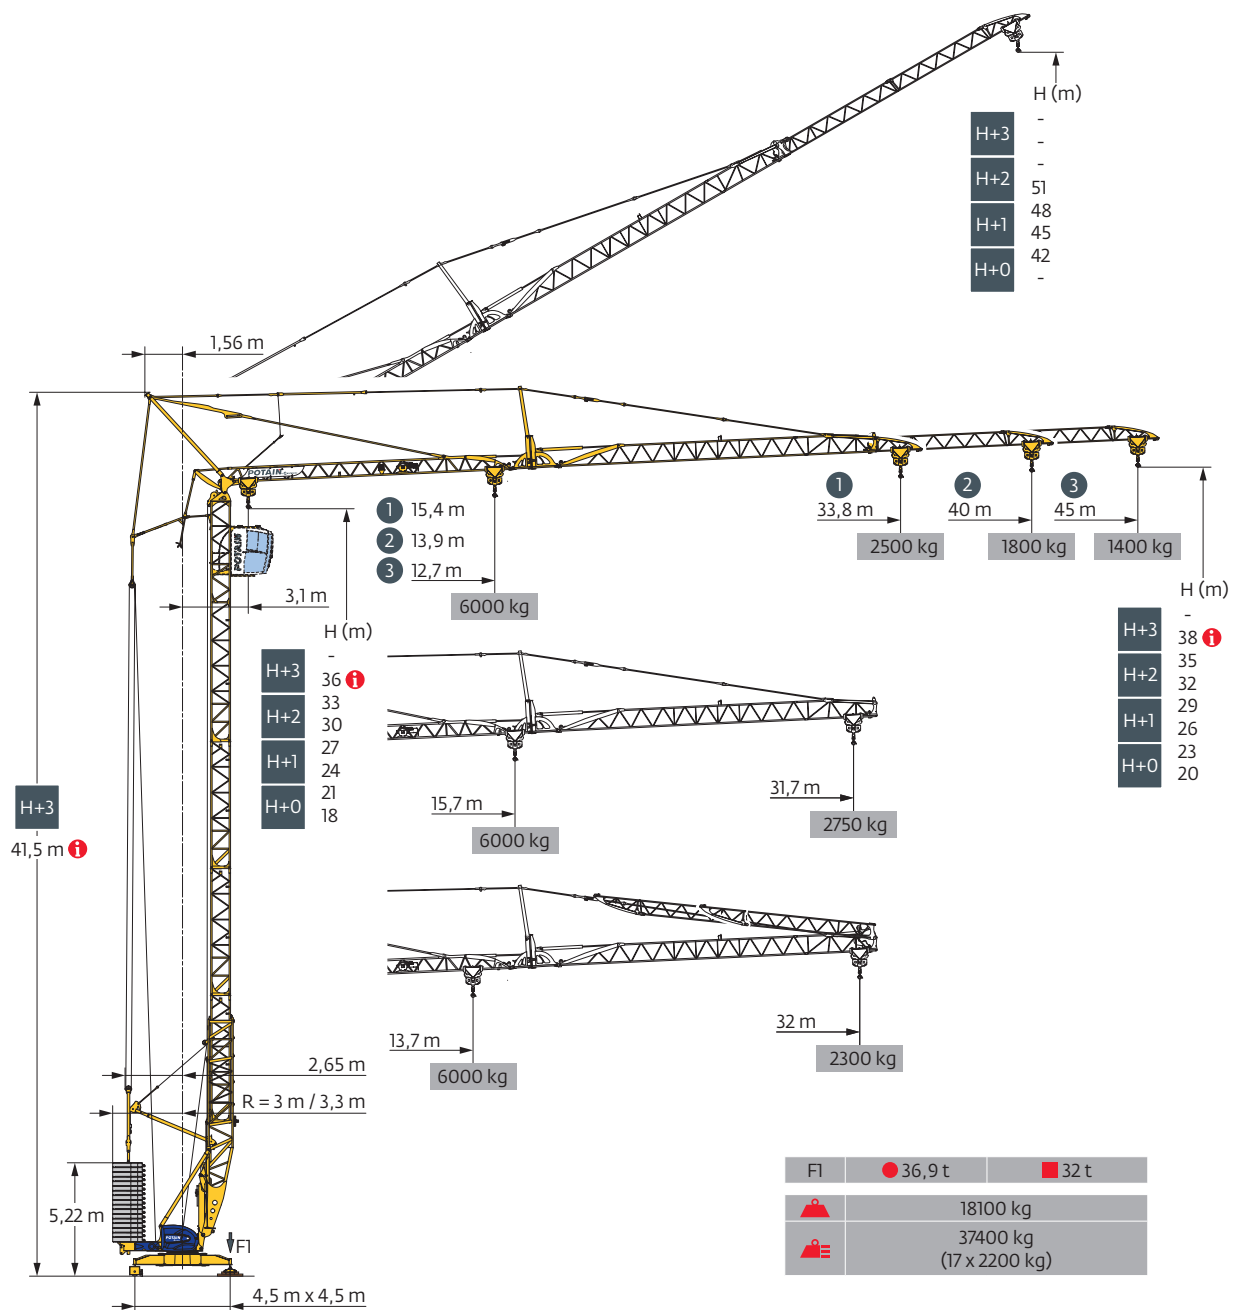 H (m)
H+3
-
-
H+2
-
51
H+1
48
45
H+0
42
-
1,56 m
POTAIN
POTAIN
1 15,4 m
2 13,9 m
3 12,7 m
6000 kg
1
33,8 m
2500 kg
2
40 m
1800 kg
3
45 m
1400 kg
3,1 m
H (m)
H+3
-
36 i
H+2
33
30
H+1
27
24
H+0
21
18
H (m)
H+3
-
38 i
H+2
35
32
H+1
29
26
H+0
23
20
15,7 m
6000 kg
31,7 m
2750 kg
H+3
41,5 m i
13,7 m
6000 kg
32 m
2300 kg
2,65 m
R = 3 m / 3,3 m
5,22 m
POTAIN
F1
4,5 m x 4,5 m
F1 36,9 t 32 t
18100 kg
37400 kg
(17 x 2200 kg)